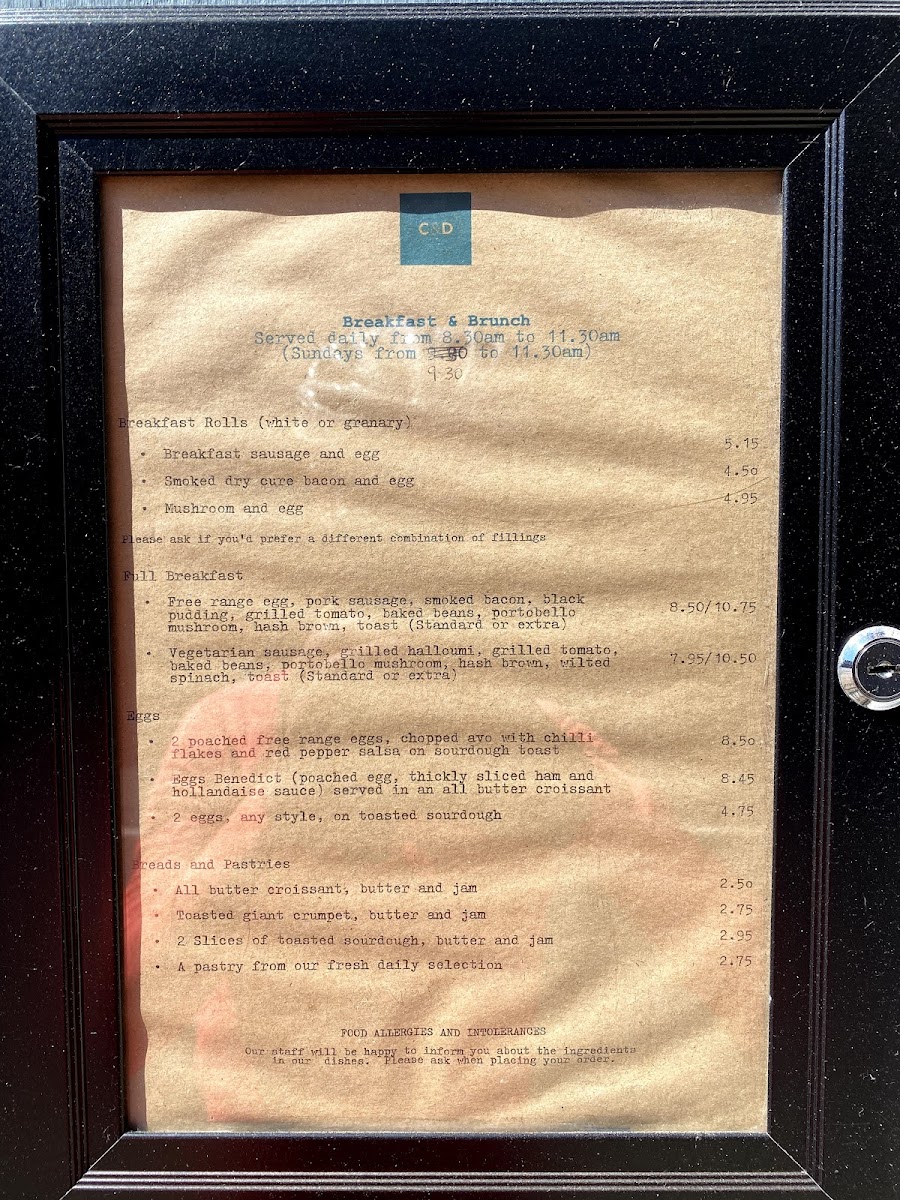 C&D
Breakfast & Brunch
Served daily from 8.30am to 11.30am
(Sundays from to 11.30am)
9.30
Breakfast Rolls (white or granary)
• Breakfast sausage and egg 5.15
• Smoked dry cure bacon and egg 4.50
• Mushroom and egg 4.95
Please ask if you'd prefer a different combination of fillings
Full Breakfast
• Free range egg, pork sausage, smoked bacon, black
pudding, grilled tomato, baked beans, portobello 8.50/10.75
mushroom, hash brown, toast (Standard or extra)
• Vegetarian sausage, grilled halloumi, grilled tomato,
baked beans, portobello mushroom, hash brown, wilted 7.95/10.50
spinach, toast (Standard or extra)
Eggs
• 2 poached free range eggs, chopped avo with chilli 8.50
flakes and red pepper salsa on sourdough toast
• Eggs Benedict (poached egg, thickly sliced ham and 8.45
hollandaise sauce) served in an all butter croissant
• 2 eggs, any style, on toasted sourdough 4.75
Breads and Pastries
• All butter croissant, butter and jam 2.50
• Toasted giant crumpet, butter and jam 2.75
• 2 Slices of toasted sourdough, butter and jam 2.95
• A pastry from our fresh daily selection 2.75
FOOD ALLERGIES AND INTOLERANCES
Our staff will be happy to inform you about the ingredients
in our dishes. Please ask when placing your order.